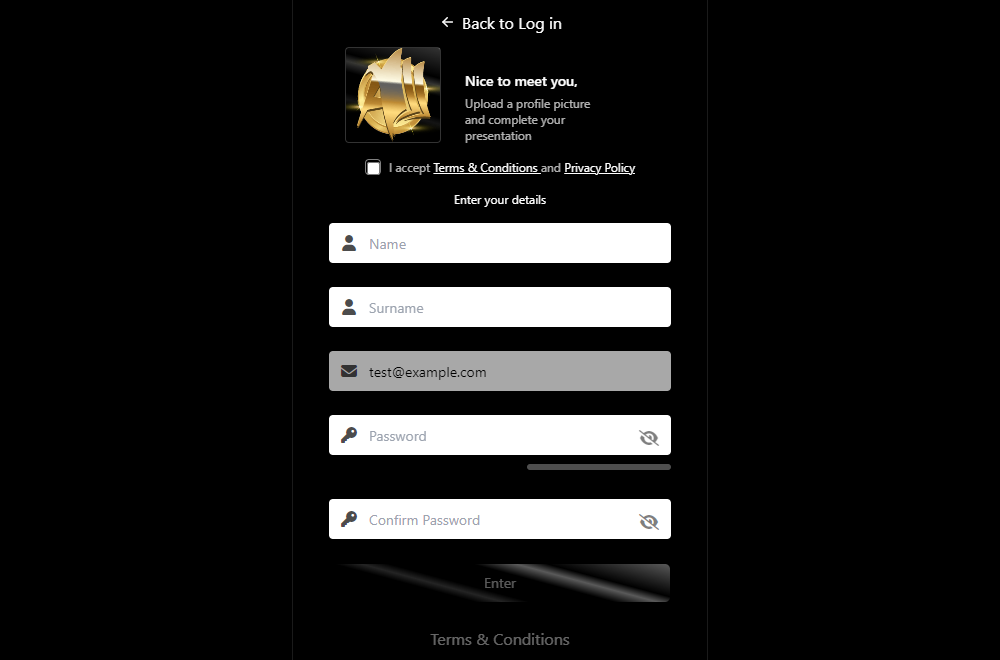 Back to Log in
Nice to meet you,
Upload a profile picture
and complete your
presentation
I accept Terms & Conditions and Privacy Policy
Enter your details
Name
Surname
test@example.com
Password
Confirm Password
Enter
Terms & Conditions